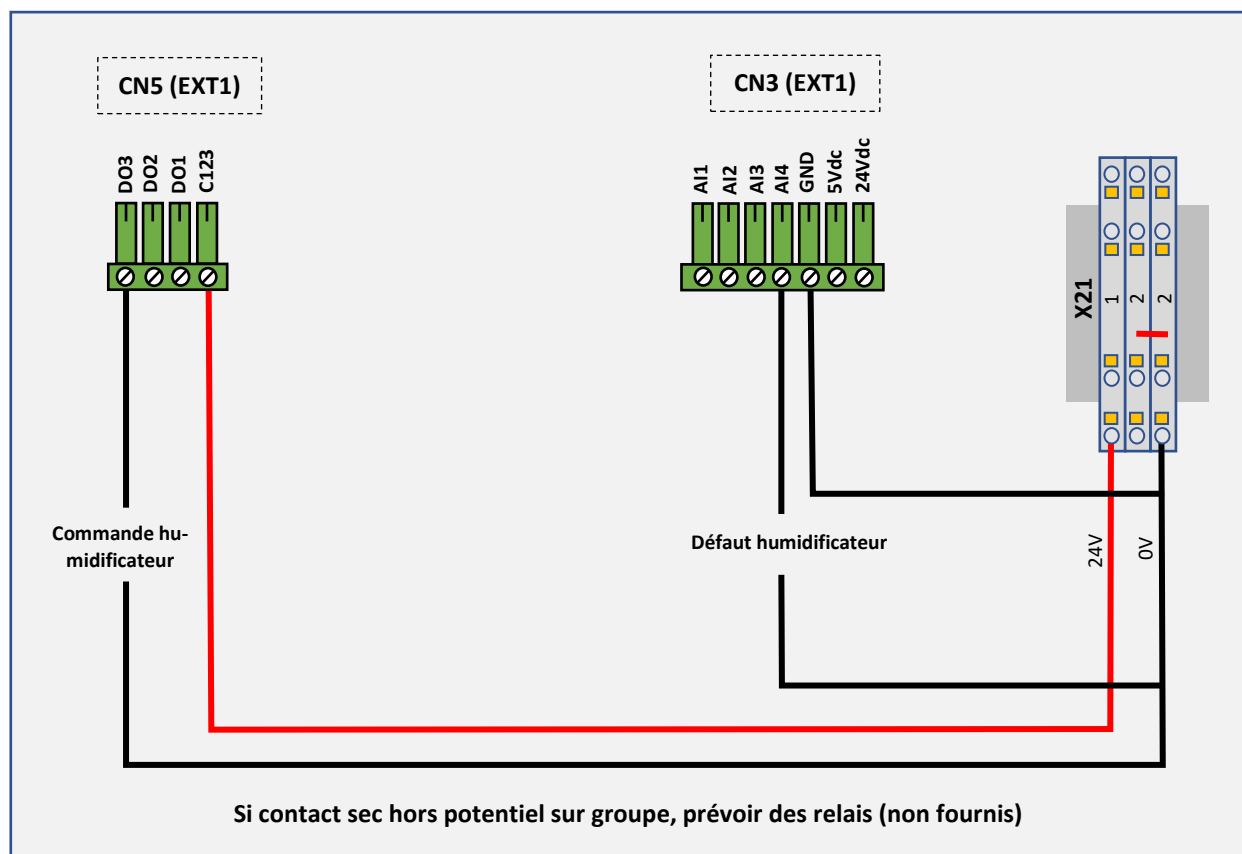 CN5 (EXT1)
CN3 (EXT1)
DO3
DO2
DO1
C123
AI1
AI2
AI3
AI4
GND
5Vdc
24Vdc
X21
1
2
2
Commande hu-
midificateur
Défaut humidificateur
24V
0V
Si contact sec hors potentiel sur groupe, prévoir des relais (non fournis)